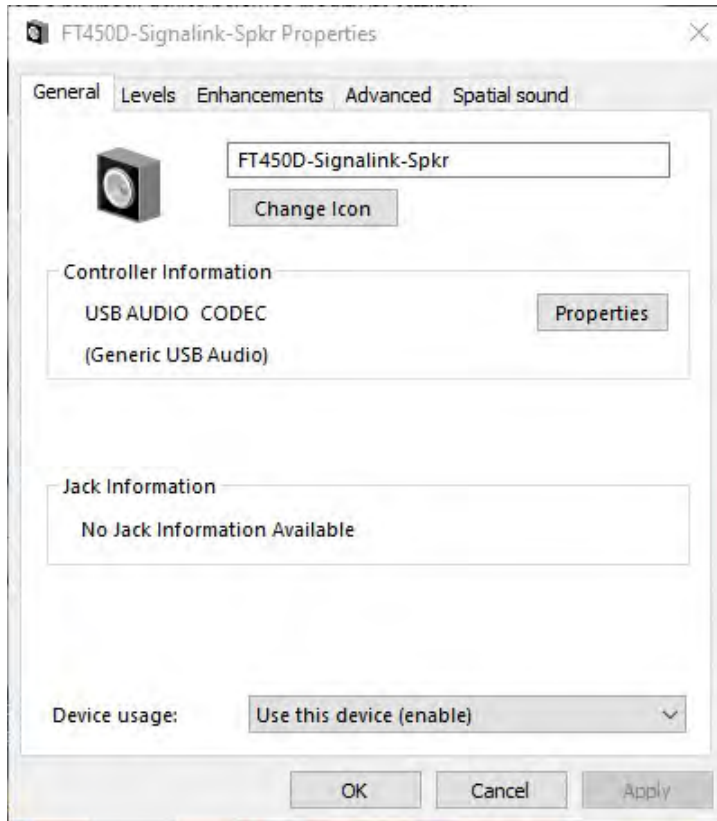 FT450D-Signalink-Spkr Properties
General Levels Enhancements Advanced Spatial sound
FT450D-Signalink-Spkr
Change Icon
Controller Information
USB AUDIO CODEC
Properties
(Generic USB Audio)
Jack Information
No Jack Information Available
Device usage:
Use this device (enable)
OK Cancel Apply